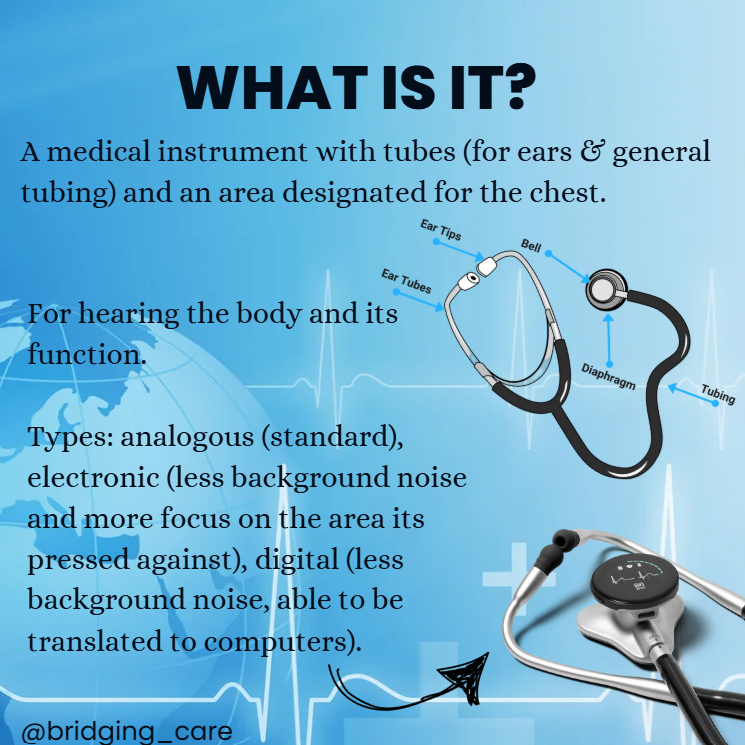 WHAT IS IT?
A medical instrument with tubes (for ears & general
tubing) and an area designated for the chest.
Ear Tips
Bell
Ear Tubes
For hearing the body and its
function.
Diaphragm
Tubing
Types: analogous (standard),
electronic (less background noise
and more focus on the area its
pressed against), digital (less
background noise, able to be
translated to computers).
@bridging_care